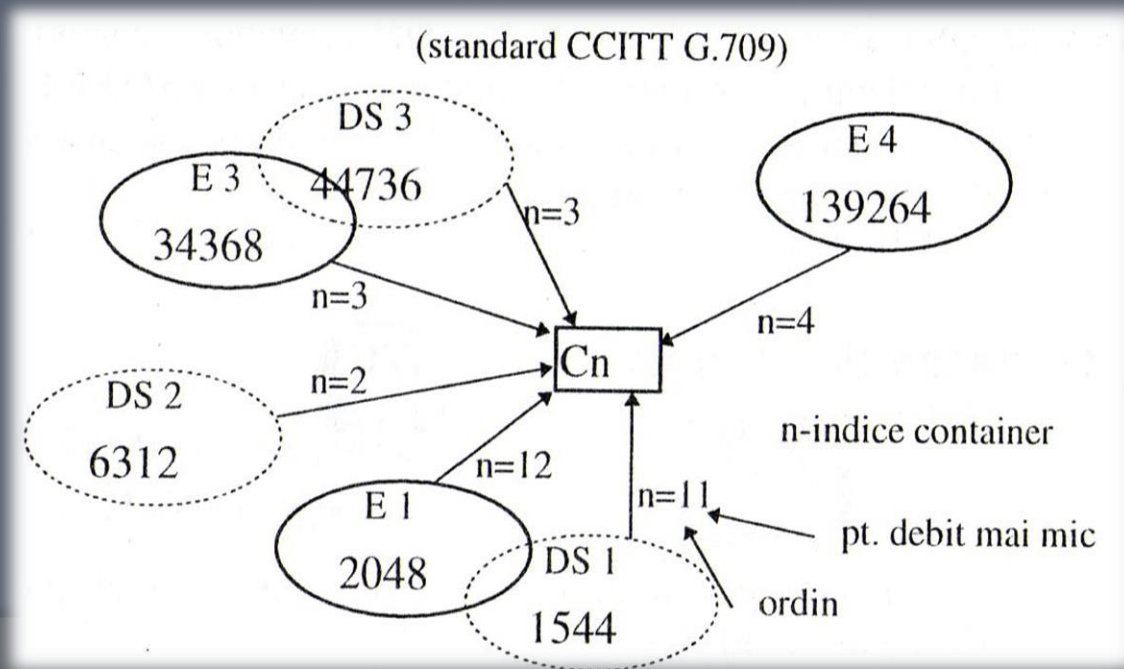 (standard CCITT G.709)
DS 3
44736
E 3
34368
E 4
139264
n=3
n=3
n=4
Cn
DS 2
6312
n=2
n-indice container
n=12
E 1
2048
n=11
pt. debit mai mic
DS 1
1544
ordin